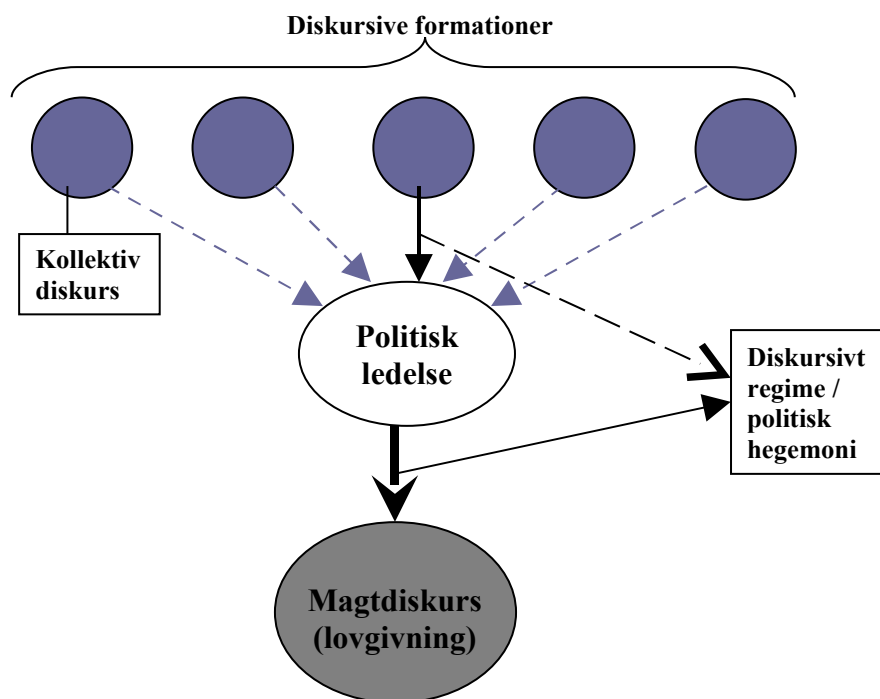 Diskursive formationer
Kollektiv
diskurs
Politisk
ledelse
Diskursivt
regime /
politisk
hegemoni
Magtdiskurs
(lovgivning)